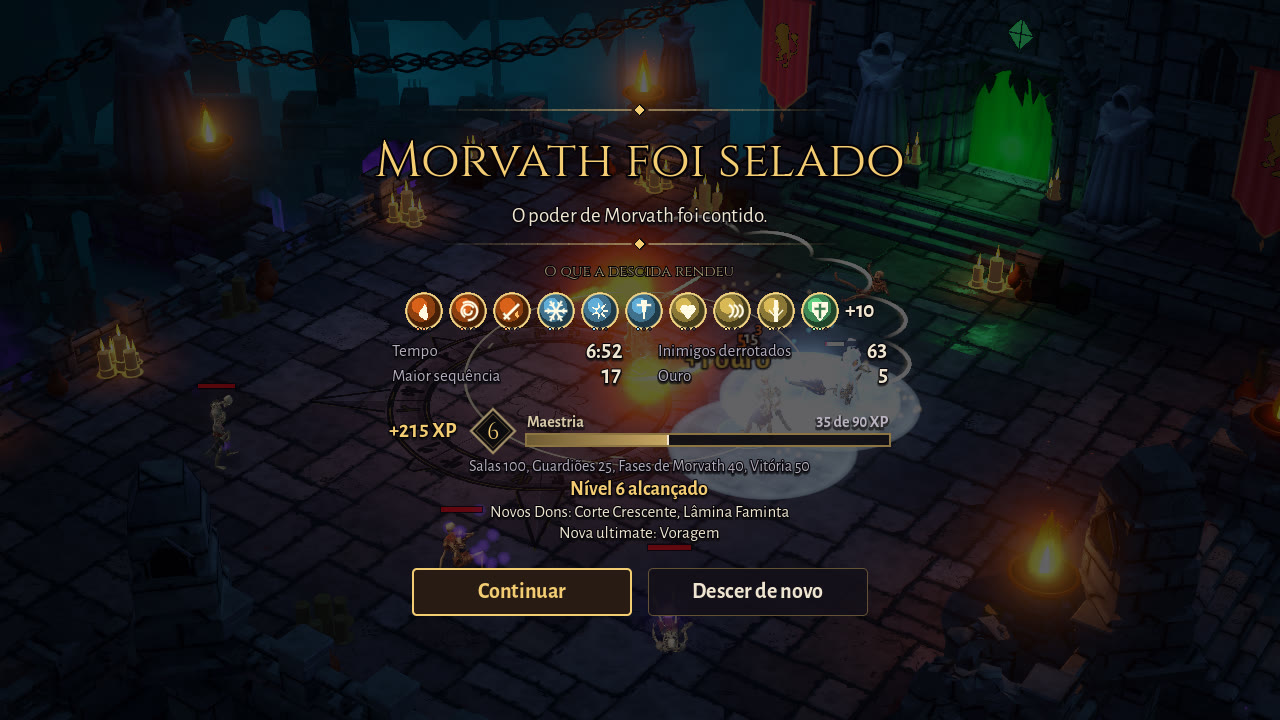 Morvath foi selado
O poder de Morvath foi contido.
O que a descida rendeu
+10
Tempo 6:52 Inimigos derrotados 63
Maior sequência 17 Ouro 5
+215 XP 6 Maestria 35 de 90 XP
Salas 100, Guardiões 25, Fases de Morvath 40, Vitória 50
Nível 6 alcançado
Novos Dons: Corte Crescente, Lâmina Faminta
Nova ultimate: Voragem
Continuar Descer de novo